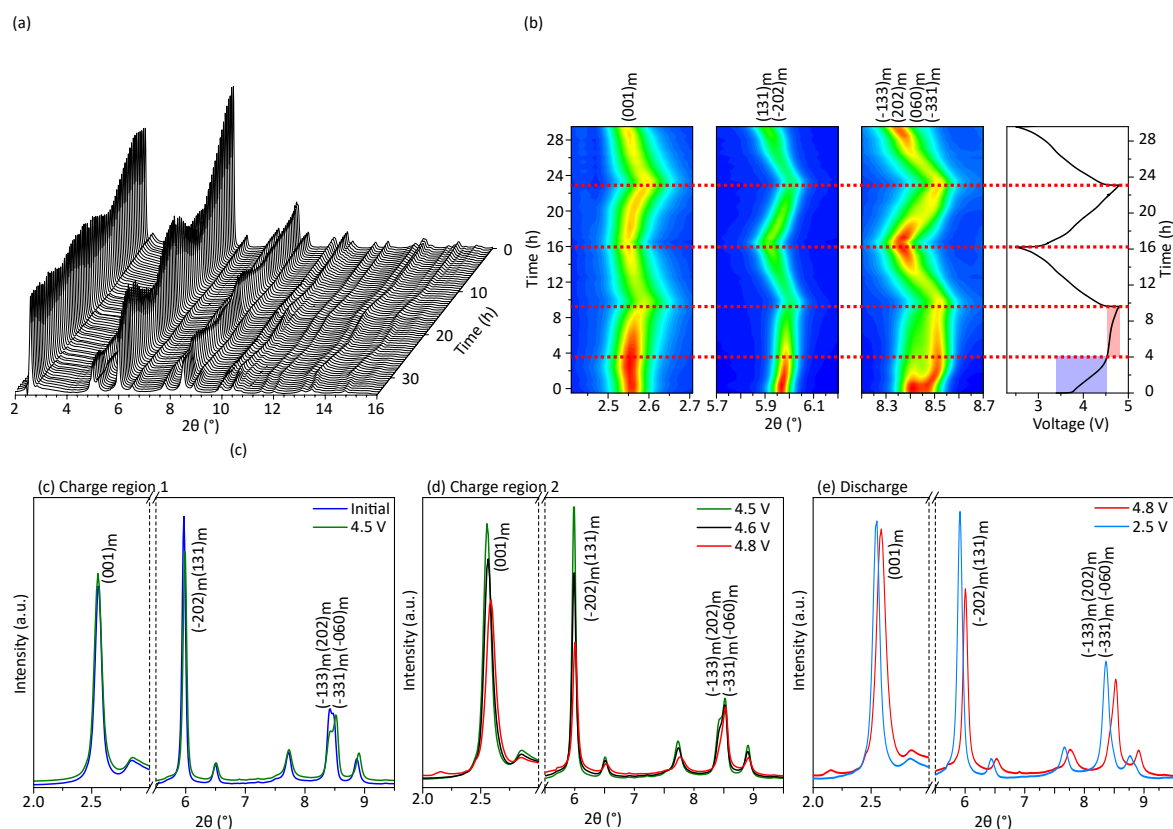 (a)
(b)
0
10
20
30
Time (h)
2 4 6 8 10 12 14 16
2θ (°)
(c)
(001)m
(131)m
(-202)m
(-133)m
(202)m
(060)m
(-331)m
28
24
20
16
12
8
4
0
Time (h)
2.5 2.6 2.7
5.7 5.9 6.1
8.3 8.5 8.7
2θ (°)
28
24
20
16
12
8
4
0
Time (h)
3 4 5
Voltage (V)
(c) Charge region 1
Initial
4.5 V
(001)m
(-202)m(131)m
(-133)m(202)m
(-331)m(-060)m
Intensity (a.u.)
2.0 2.5 6 7 8 9
2θ (°)
(d) Charge region 2
4.5 V
4.6 V
4.8 V
(001)m
(-202)m(131)m
(-133)m(202)m
(-331)m(-060)m
Intensity (a.u.)
2.0 2.5 6 7 8 9
2θ (°)
(e) Discharge
4.8 V
2.5 V
(001)m
(-202)m(131)m
(-133)m(202)m
(-331)m(-060)m
Intensity (a.u.)
2.0 2.5 6 7 8 9
2θ (°)